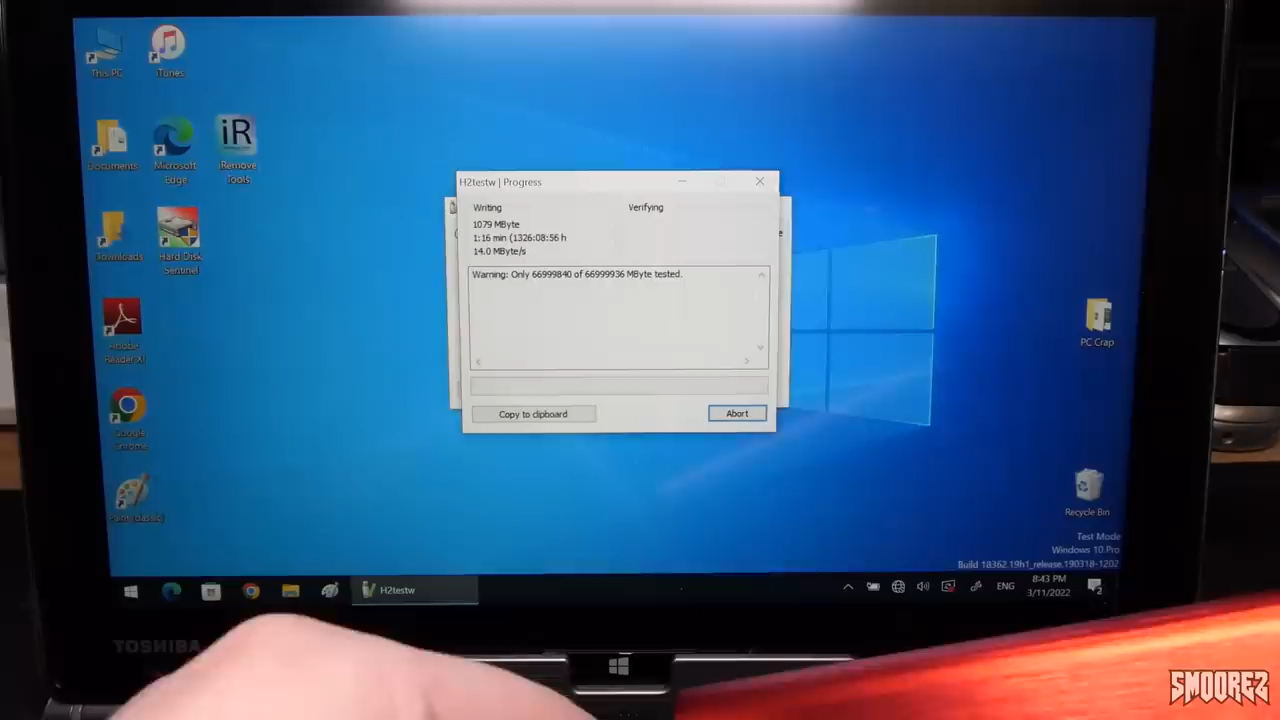 This PC
iTunes
Documents
Microsoft
Edge
iR
iRemove
Tools
Downloads
Hard Disk
Sentinel
Adobe
Reader XI
Google
Chrome
Paint (classic)
H2testw | Progress
Writing
Verifying
1079 MByte
1:16 min (1326:08:56 h
14.0 MByte/s
Warning: Only 66999840 of 66999936 MByte tested.
Copy to clipboard
Abort
PC Crap
Recycle Bin
Test Mode
Windows 10 Pro
Build 18362.19h1_release.190318-1202
H2testw
ENG
8:43 PM
3/11/2022
2
TOSHIBA
SMOOREZ